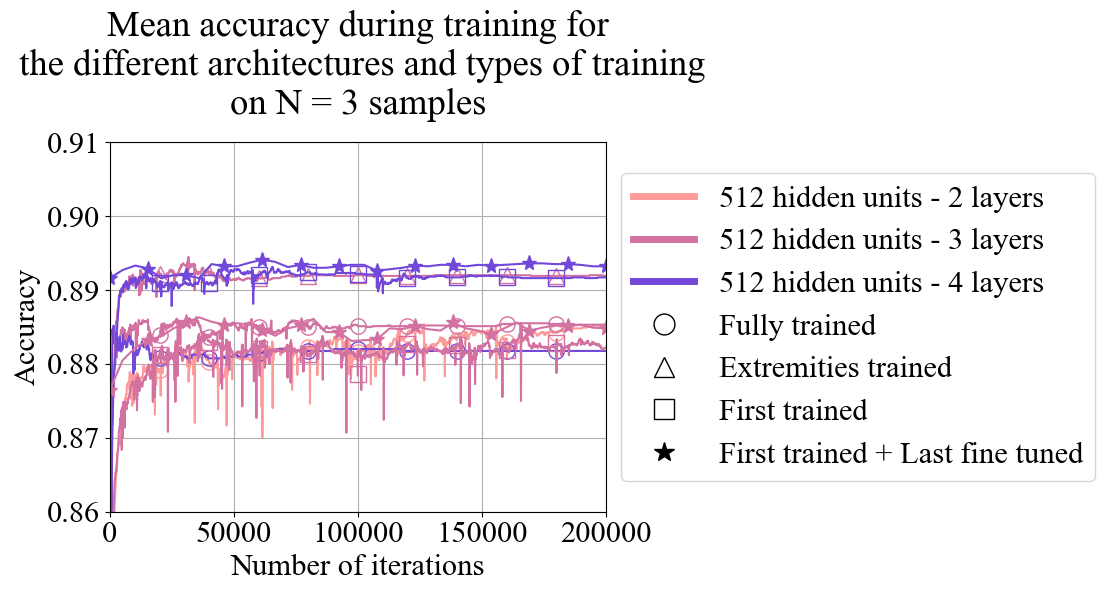 Mean accuracy during training for
the different architectures and types of training
on N = 3 samples
0.91
0.90
0.89
0.88
0.87
0.86
Accuracy
0
50000
100000
150000
200000
Number of iterations
512 hidden units - 2 layers
512 hidden units - 3 layers
512 hidden units - 4 layers
Fully trained
Extremities trained
First trained
First trained + Last fine tuned